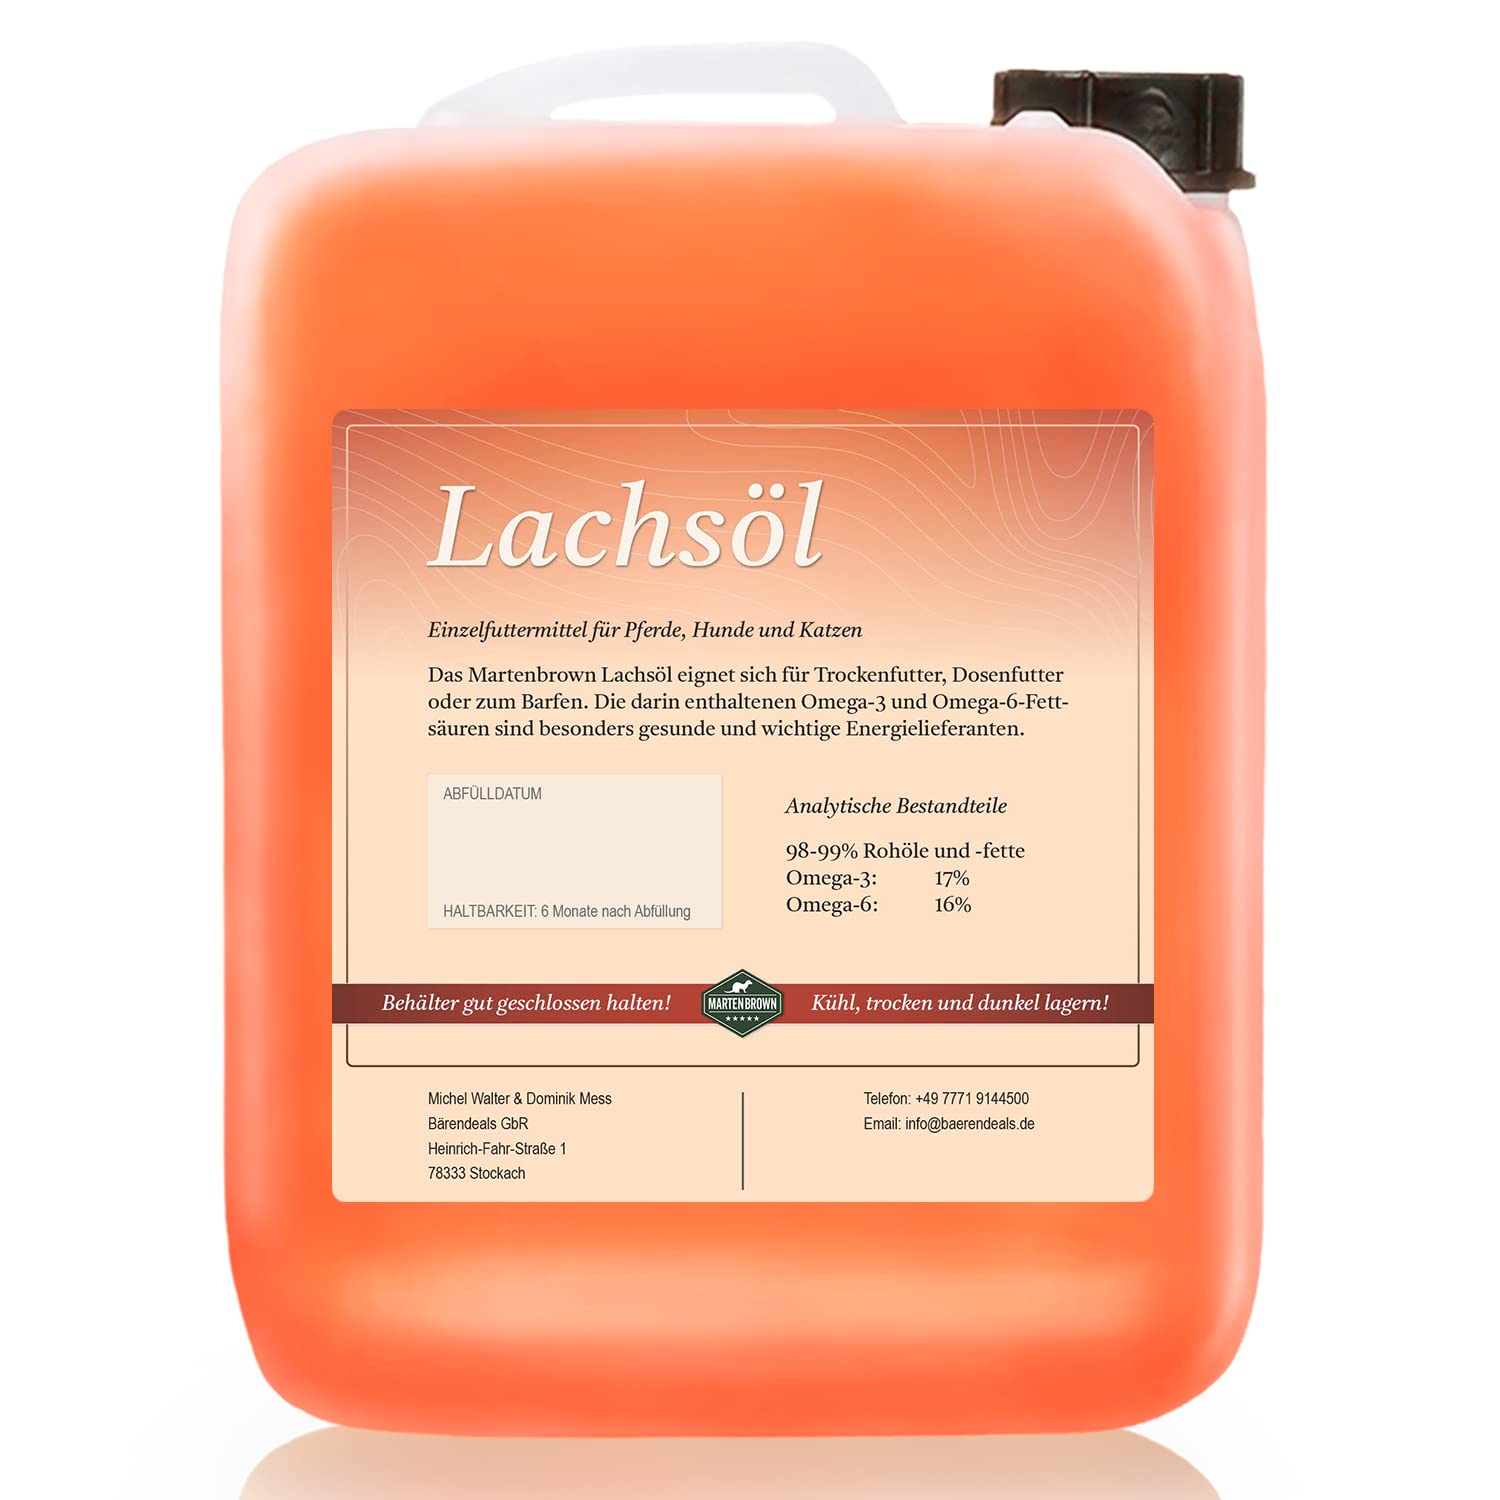 Lachsöl
Einzelfuttermittel für Pferde, Hunde und Katzen
Das Martenbrown Lachsöl eignet sich für Trockenfutter, Dosenfutter
oder zum Barfen. Die darin enthaltenen Omega-3 und Omega-6-Fett-
säuren sind besonders gesunde und wichtige Energielieferanten.
ABFÜLLDATUM
HALTBARKEIT: 6 Monate nach Abfüllung
Analytische Bestandteile
98-99% Rohöle und -fette
Omega-3: 17%
Omega-6: 16%
Behälter gut geschlossen halten!
MARTENBROWN
Kühl, trocken und dunkel lagern!
Michel Walter & Dominik Mess
Bärendeals GbR
Heinrich-Fahr-Straße 1
78333 Stockach
Telefon: +49 7771 9144500
Email: info@baerendeals.de